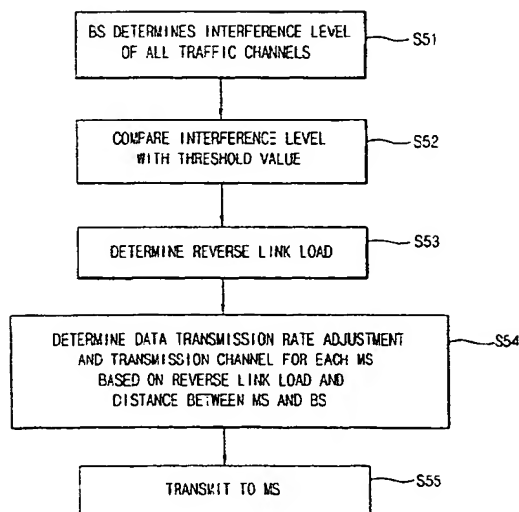 BS DETERMINES INTERFERENCE LEVEL
OF ALL TRAFFIC CHANNELS
S51
COMPARE INTERFERENCE LEVEL
WITH THRESHOLD VALUE
S52
DETERMINE REVERSE LINK LOAD
S53
DETERMINE DATA TRANSMISSION RATE ADJUSTMENT
AND TRANSMISSION CHANNEL FOR EACH MS
BASED ON REVERSE LINK LOAD AND
DISTANCE BETWEEN MS AND BS
S54
TRANSMIT TO MS
S55